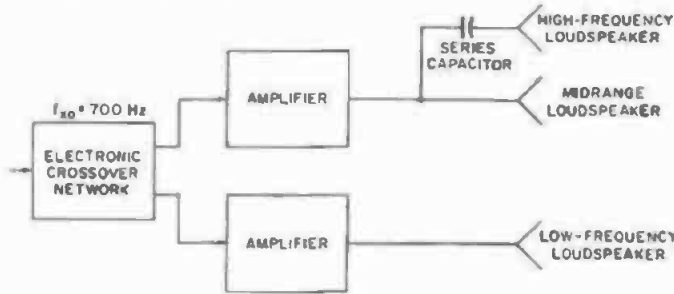 HIGH-FREQUENCY
LOUDSPEAKER
SERIES
CAPACITOR
AMPLIFIER
MIDRANGE
LOUDSPEAKER
fxo = 700 Hz
ELECTRONIC
CROSSOVER
NETWORK
AMPLIFIER
LOW-FREQUENCY
LOUDSPEAKER